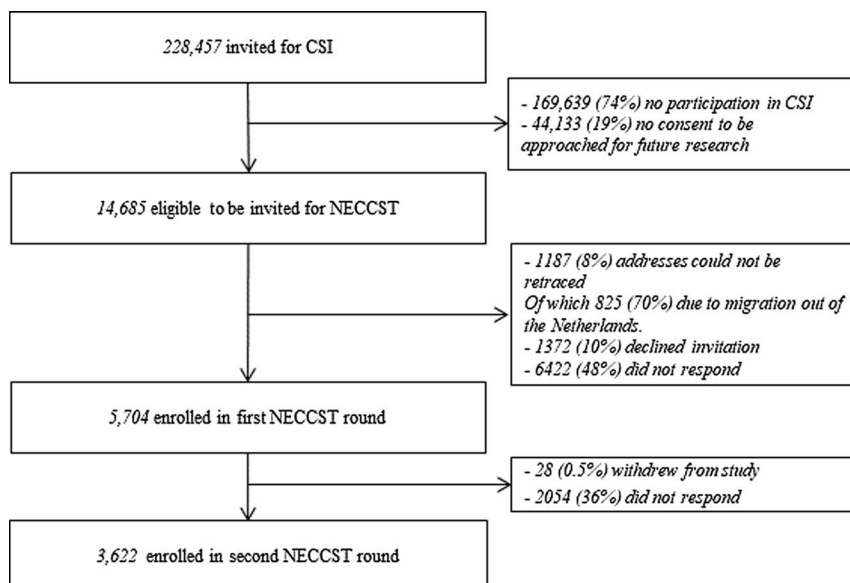 228,457 invited for CSI
- 169,639 (74%) no participation in CSI
- 44,133 (19%) no consent to be
approached for future research
14,685 eligible to be invited for NECCST
- 1187 (8%) addresses could not be
retraced
Of which 825 (70%) due to migration out of
the Netherlands.
- 1372 (10%) declined invitation
- 6422 (48%) did not respond
5,704 enrolled in first NECCST round
- 28 (0.5%) withdrew from study
- 2054 (36%) did not respond
3,622 enrolled in second NECCST round